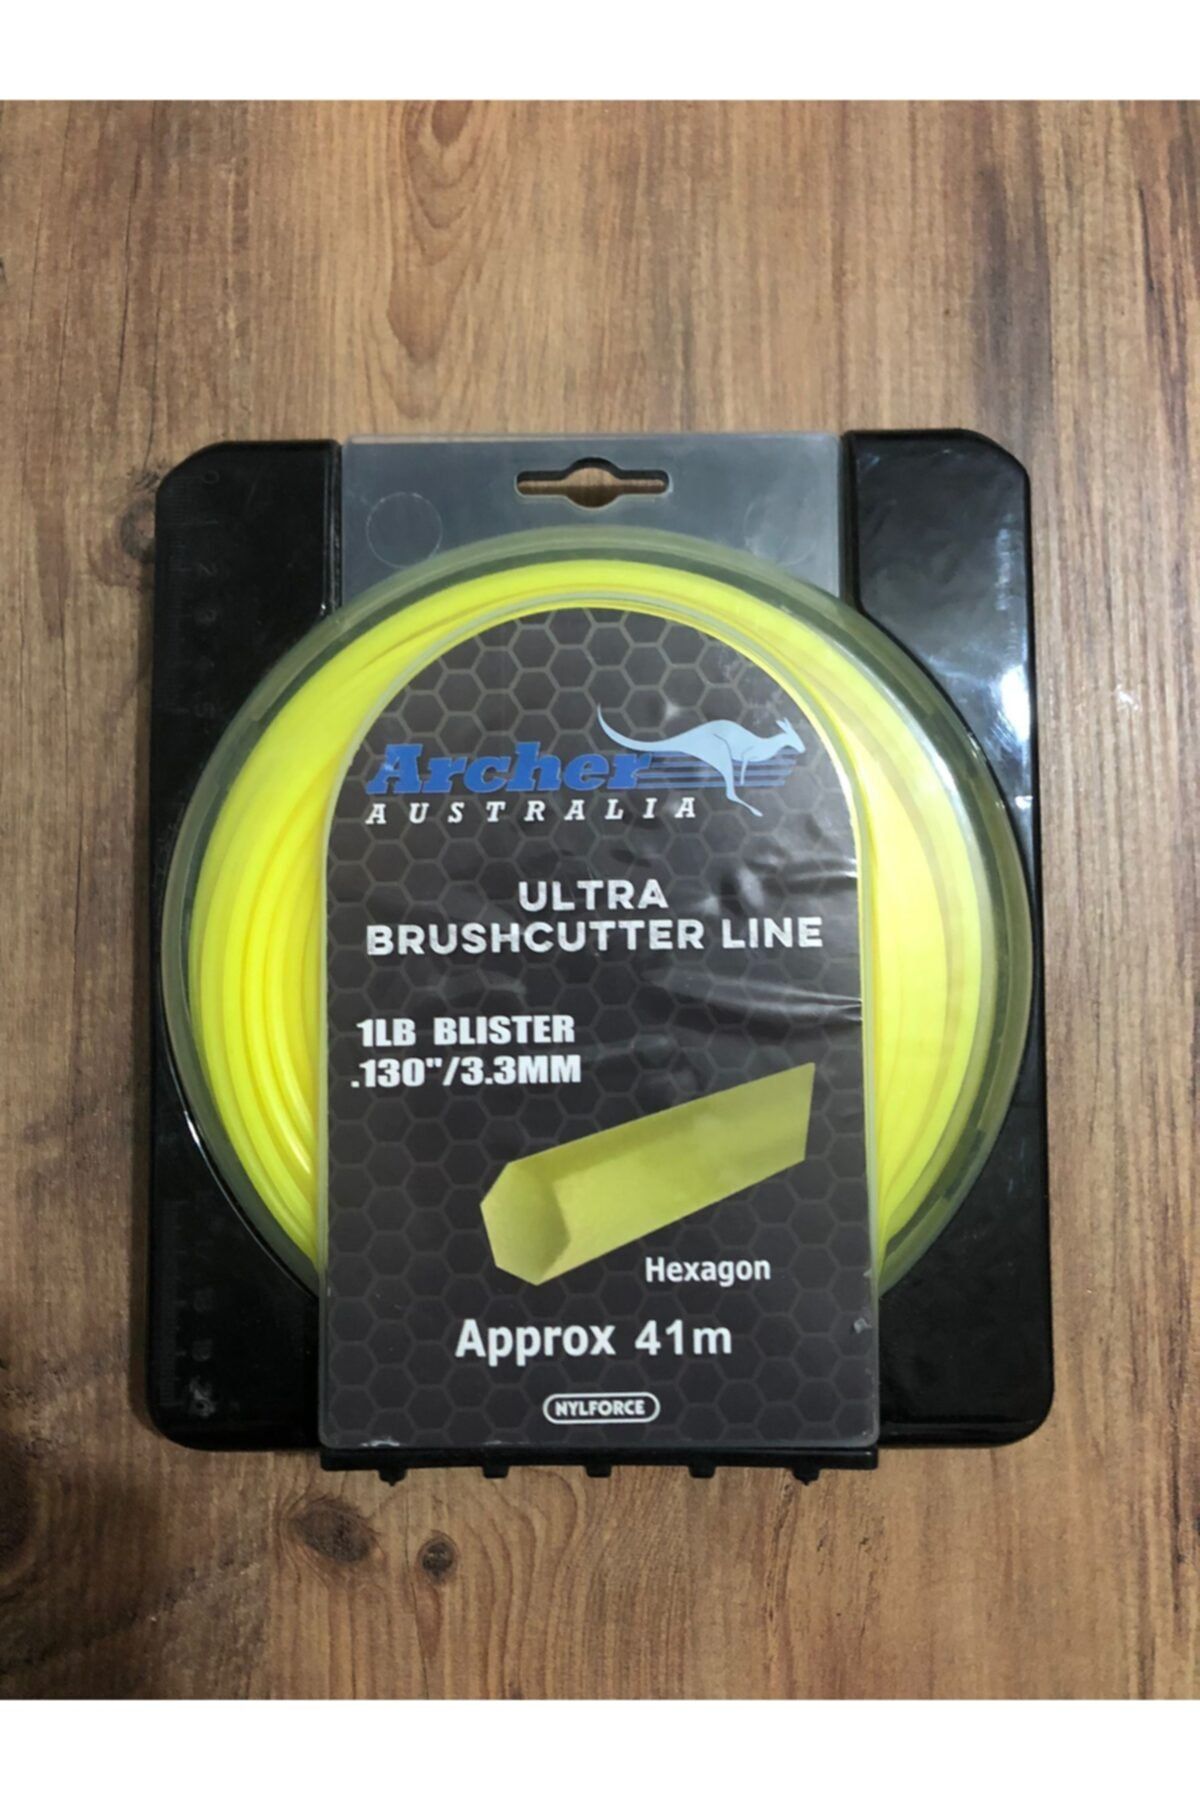 Archer
AUSTRALIA
ULTRA
BRUSHCUTTER LINE
1LB BLISTER
.130"/3.3MM
Hexagon
Approx 41m
NYLFORCE